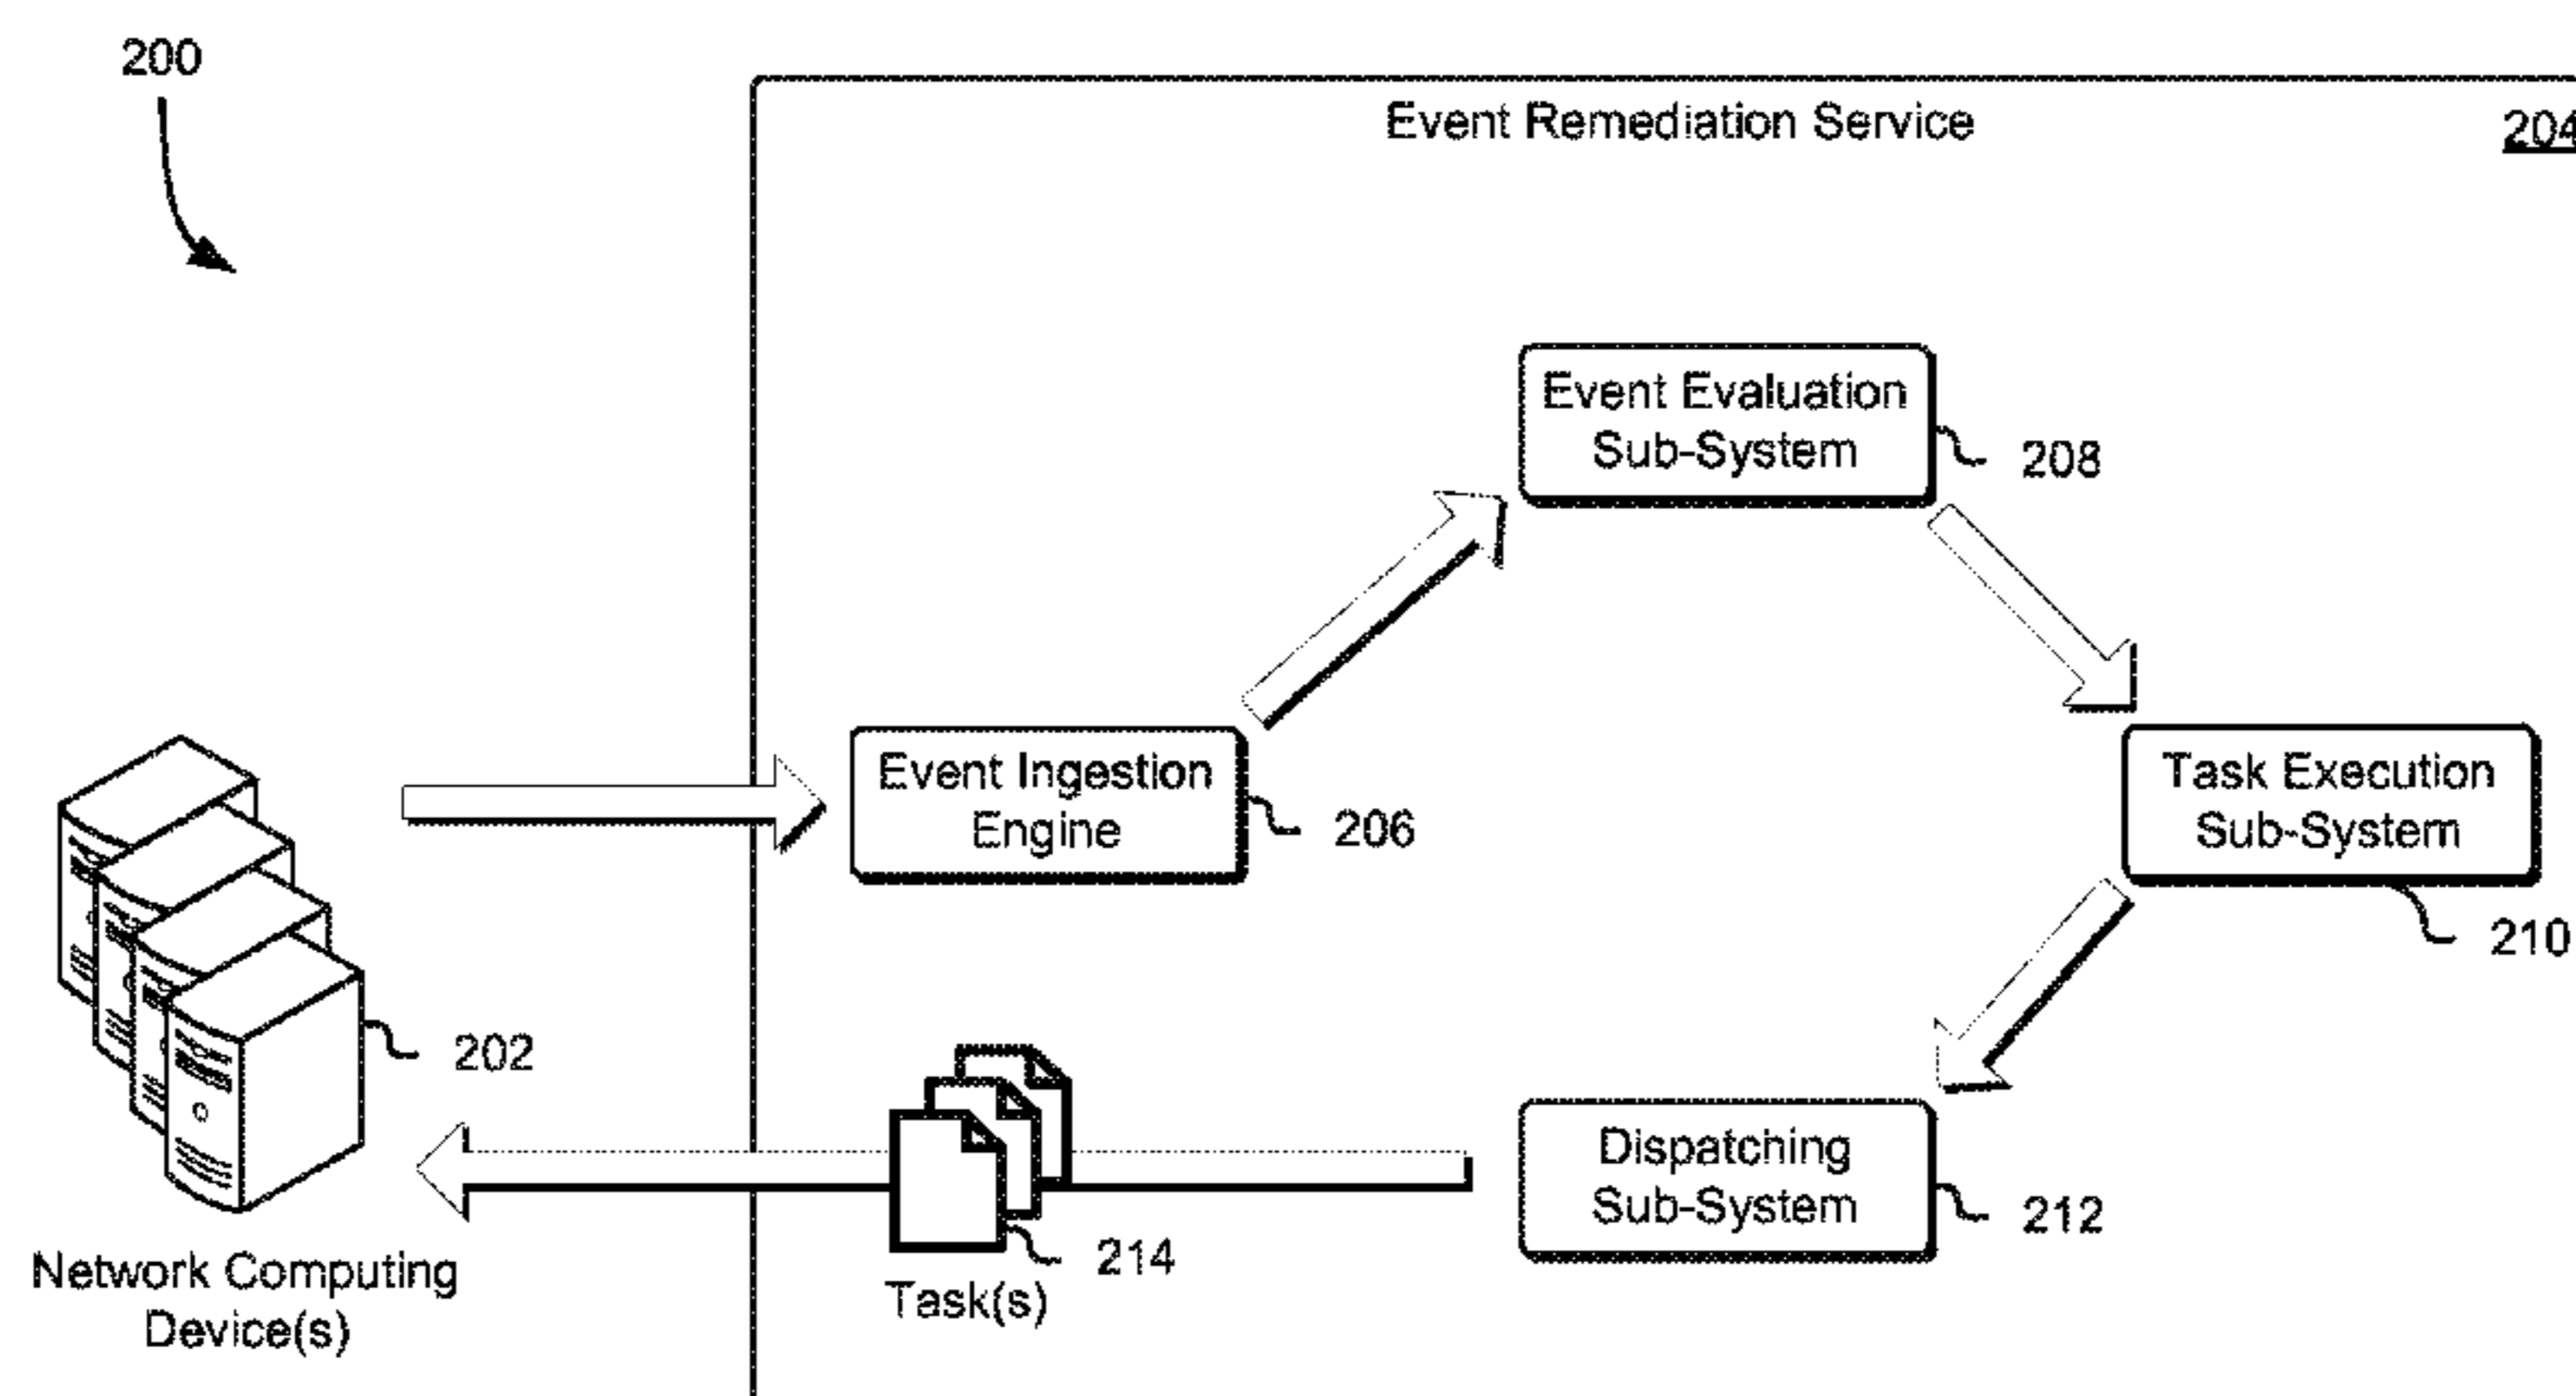 200
Event Remediation Service
204
Event Evaluation
Sub-System
208
Event Ingestion
Engine
206
Task Execution
Sub-System
210
202
Dispatching
Sub-System
212
214
Task(s)
Network Computing
Device(s)